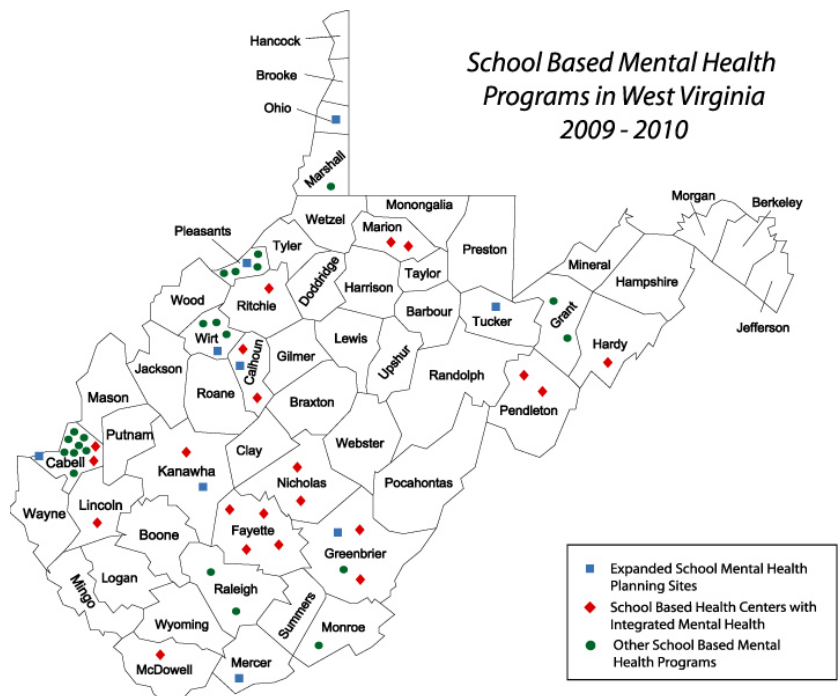 School Based Mental Health
Programs in West Virginia
2009 - 2010
Hancock
Brooke
Ohio
Marshall
Wetzel
Monongalia
Marion
Morgan
Berkeley
Pleasants
Tyler
Preston
Mineral
Hampshire
Taylor
Doddridge
Harrison
Wood
Ritchie
Barbour
Tucker
Grant
Jefferson
Wirt
Hardy
Calhoun
Gilmer
Lewis
Upshur
Jackson
Randolph
Roane
Mason
Braxton
Pendleton
Putnam
Webster
Clay
Cabell
Kanawha
Nicholas
Pocahontas
Lincoln
Wayne
Boone
Fayette
Greenbrier
Logan
Mingo
Raleigh
Summers
Wyoming
Monroe
McDowell
Mercer
Expanded School Mental Health
Planning Sites
School Based Health Centers with
Integrated Mental Health
Other School Based Mental
Health Programs